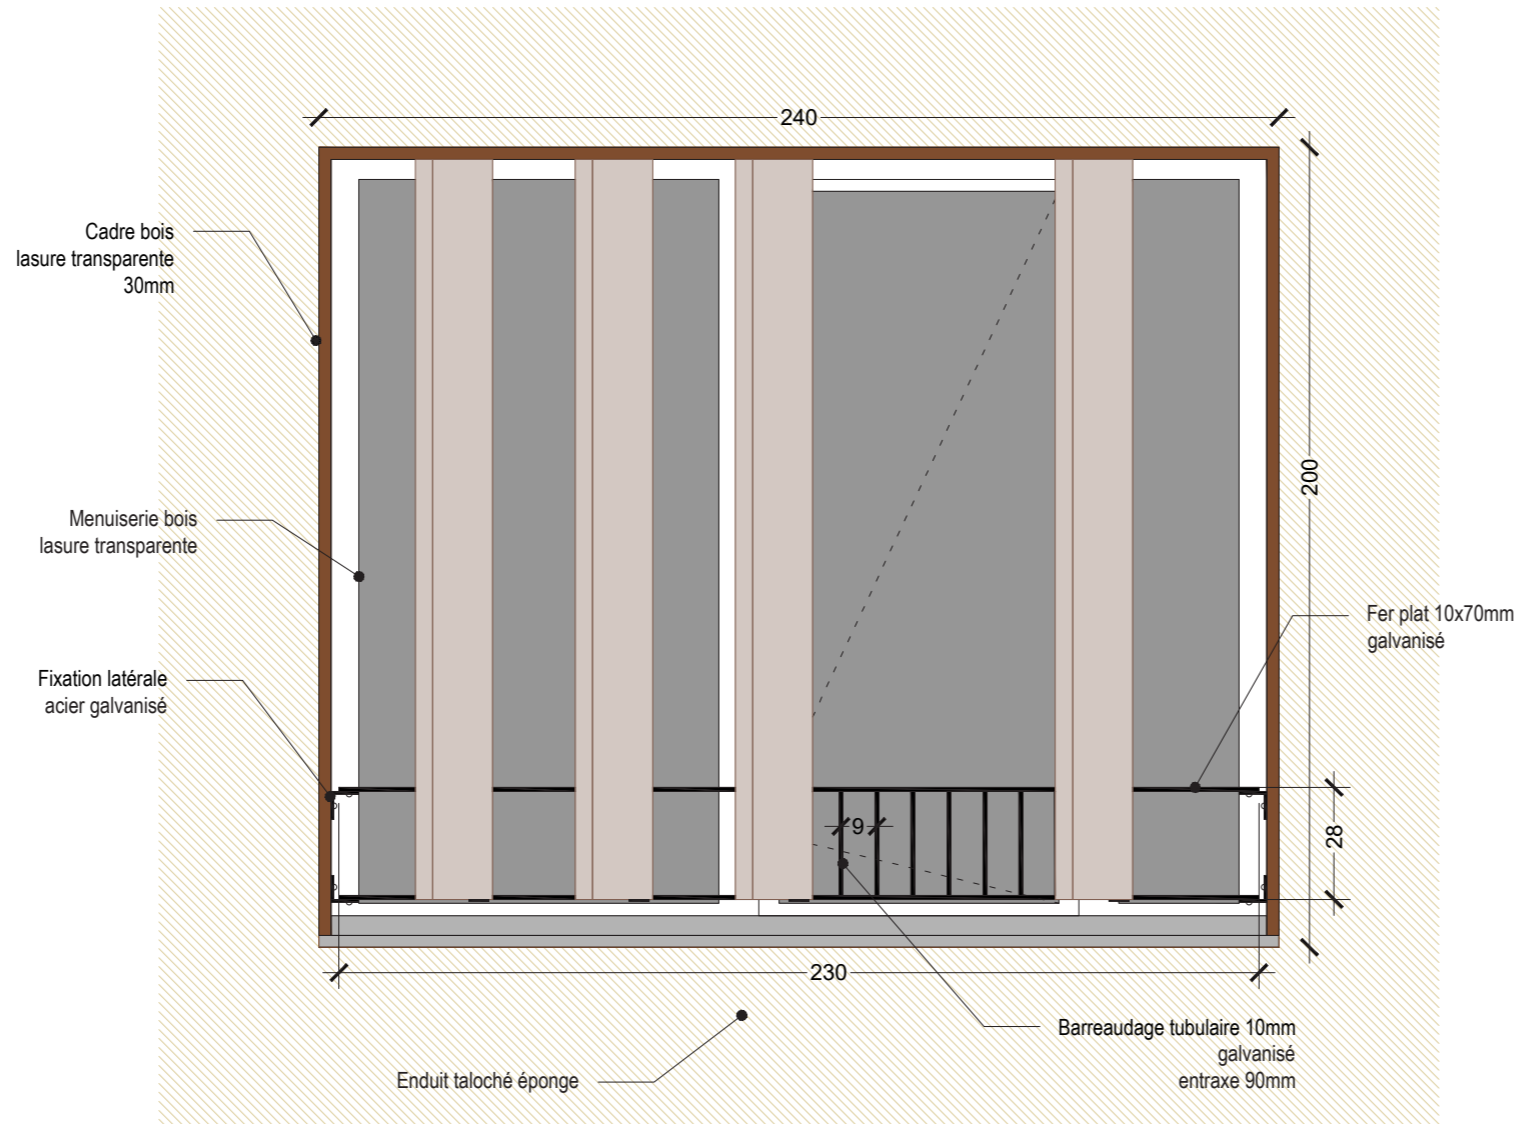 240
Cadre bois
lasure transparente
30mm
200
Menuiserie bois
lasure transparente
Fer plat 10x70mm
galvanisé
Fixation latérale
acier galvanisé
9
28
230
Barreaudage tubulaire 10mm
galvanisé
entraxe 90mm
Enduit taloché éponge